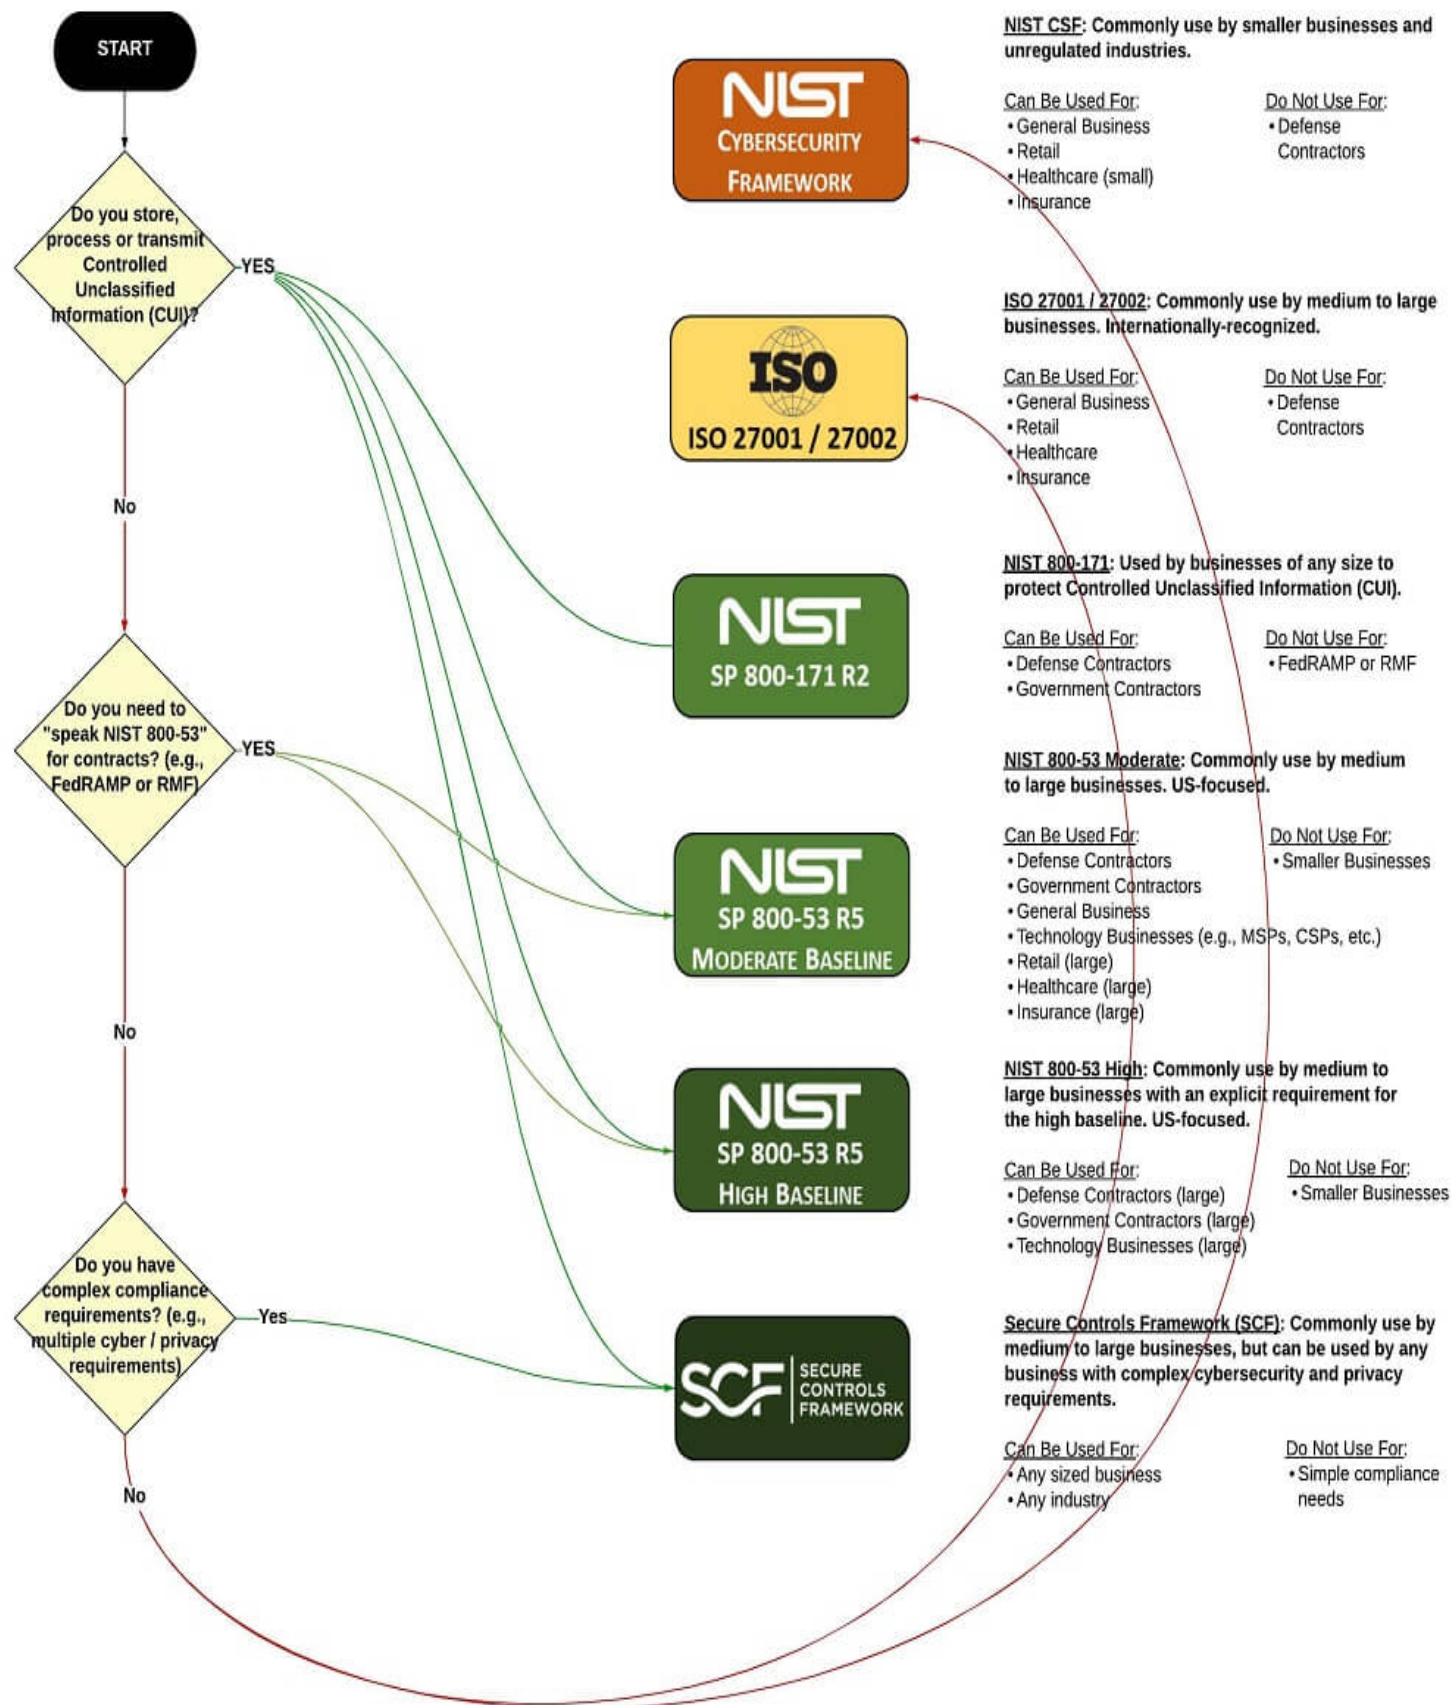 START
Do you store,
process or transmit
Controlled
Unclassified
Information (CUI)?
YES
No
Do you need to
"speak NIST 800-53"
for contracts? (e.g.,
FedRAMP or RMF)
YES
No
Do you have
complex compliance
requirements? (e.g.,
multiple cyber / privacy
requirements)
Yes
No
NIST
CYBERSECURITY
FRAMEWORK
ISO
ISO 27001 / 27002
NIST
SP 800-171 R2
NIST
SP 800-53 R5
MODERATE BASELINE
NIST
SP 800-53 R5
HIGH BASELINE
SCF
SECURE
CONTROLS
FRAMEWORK
NIST CSF: Commonly use by smaller businesses and
unregulated industries.
Can Be Used For:
• General Business
• Retail
• Healthcare (small)
• Insurance
Do Not Use For:
• Defense
Contractors
ISO 27001 / 27002: Commonly use by medium to large
businesses. Internationally-recognized.
Can Be Used For:
• General Business
• Retail
• Healthcare
• Insurance
Do Not Use For:
• Defense
Contractors
NIST 800-171: Used by businesses of any size to
protect Controlled Unclassified Information (CUI).
Can Be Used For:
• Defense Contractors
• Government Contractors
Do Not Use For:
• FedRAMP or RMF
NIST 800-53 Moderate: Commonly use by medium
to large businesses. US-focused.
Can Be Used For:
• Defense Contractors
• Government Contractors
• General Business
• Technology Businesses (e.g., MSPs, CSPs, etc.)
• Retail (large)
• Healthcare (large)
• Insurance (large)
Do Not Use For:
• Smaller Businesses
NIST 800-53 High: Commonly use by medium to
large businesses with an explicit requirement for
the high baseline. US-focused.
Can Be Used For:
• Defense Contractors (large)
• Government Contractors (large)
• Technology Businesses (large)
Do Not Use For:
• Smaller Businesses
Secure Controls Framework (SCF): Commonly use by
medium to large businesses, but can be used by any
business with complex cybersecurity and privacy
requirements.
Can Be Used For:
• Any sized business
• Any industry
Do Not Use For:
• Simple compliance
needs